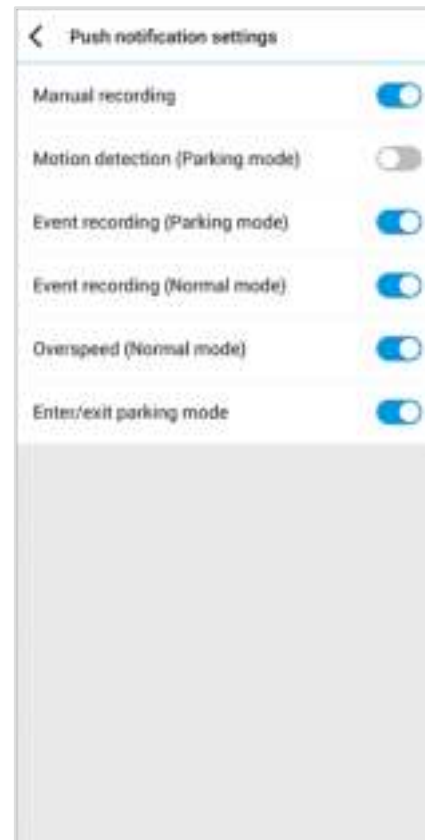 Push notification settings
Manual recording
Motion detection (Parking mode)
Event recording (Parking mode)
Event recording (Normal mode)
Overspeed (Normal mode)
Enter/exit parking mode